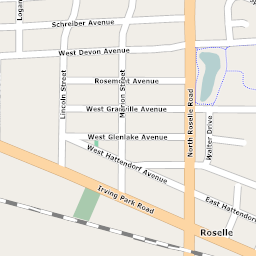 Logan
Schreiber Avenue
West Devon Avenue
Lincoln Street
Rosemont Avenue
Marion Street
West Granville Avenue
North Roselle Road
West Glenlake Avenue
Walter Drive
West Hattendorf Avenue
Irving Park Road
East Hattendorf
Roselle